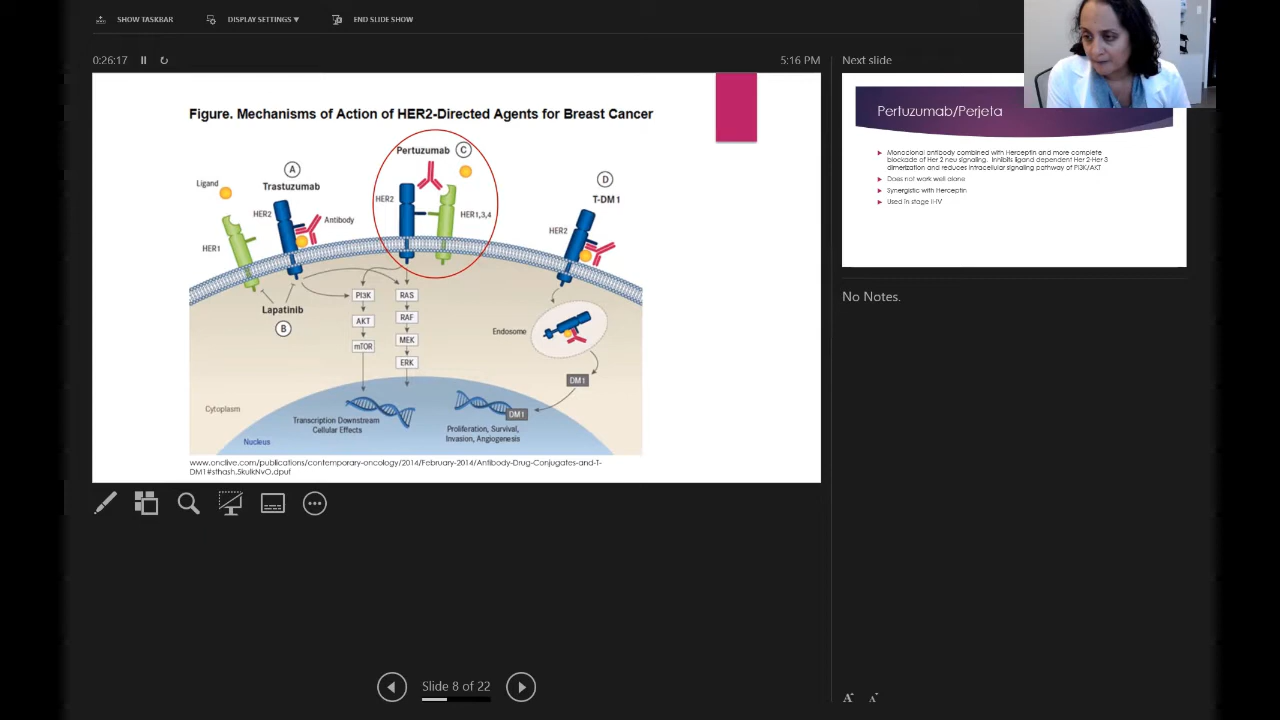 SHOW TASKBAR
DISPLAY SETTINGS ▼
END SLIDE SHOW
0:26:17
5:16 PM
Next slide
Figure. Mechanisms of Action of HER2-Directed Agents for Breast Cancer
Pertuzumab C
A
Trastuzumab
Ligand
HER2
Antibody
HER1
HER2
HER1,3,4
D
T-DM1
HER2
Lapatinib
B
PI3K
AKT
mTOR
RAS
RAF
MEK
ERK
Endosome
DM1
DM1
Cytoplasm
Transcription Downstream
Cellular Effects
Nucleus
Proliferation, Survival,
Invasion, Angiogenesis
www.onclive.com/publications/contemporary-oncology/2014/February-2014/Antibody-Drug-Conjugates-and-T-
Pertuzumab/Perjeta
Monoclonal antibody combined with Herceptin and more complete
blockade of Her 2 neu signaling. Inhibits ligand dependent Her 2-Her 3
dimerization and reduces intracellular signaling pathway of PI3K/AKT
Does not work well alone
Synergistic with Herceptin
Used in stage II-IV
No Notes.
Slide 8 of 22
A
A